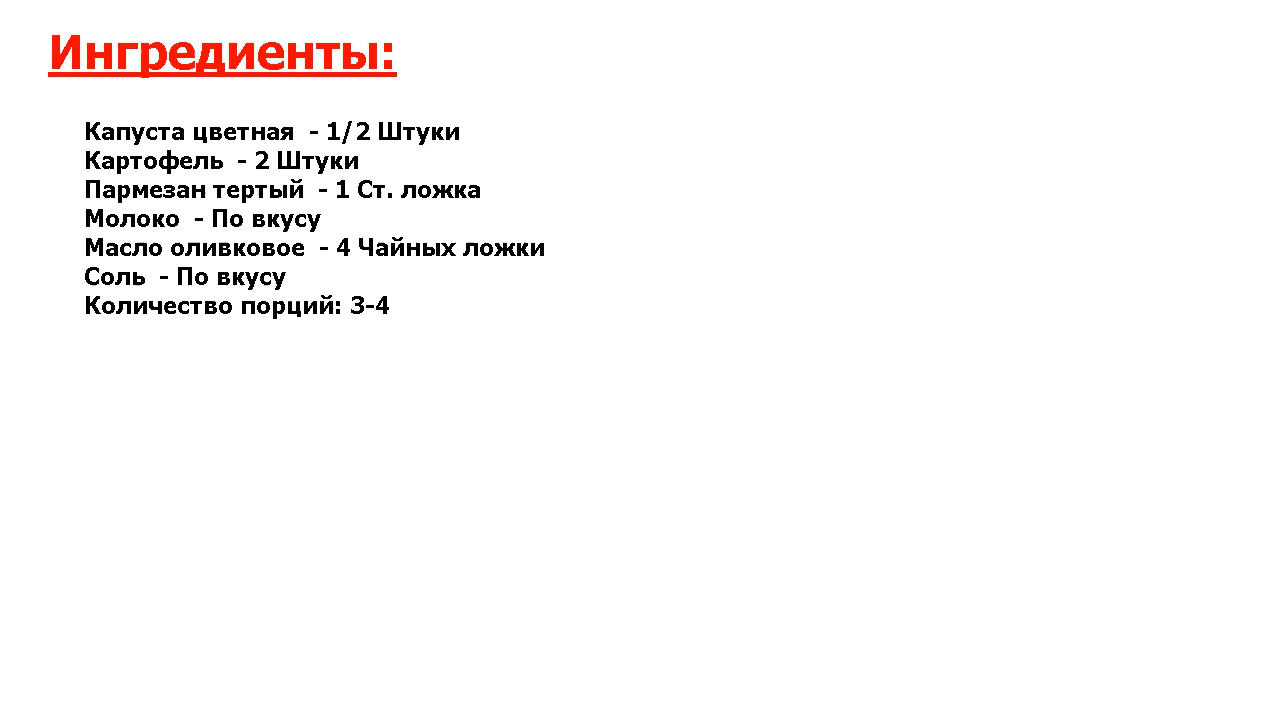 Ингредиенты:
Капуста цветная  - 1/2 Штуки
Картофель  - 2 Штуки
Пармезан тертый  - 1 Ст. ложка
Молоко  - По вкусу
Масло оливковое  - 4 Чайных ложки
Соль  - По вкусу
Количество порций: 3-4